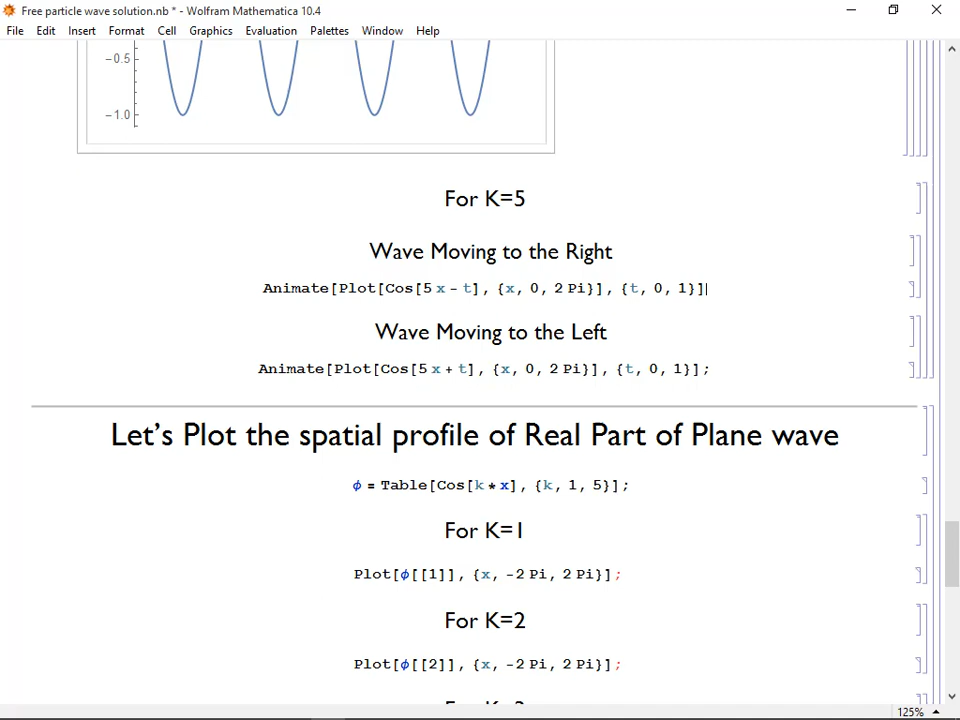 Free particle wave solution.nb * - Wolfram Mathematica 10.4
File Edit Insert Format Cell Graphics Evaluation Palettes Window Help
-0.5
-1.0
For K=5
Wave Moving to the Right
Animate[Plot[Cos[5 x - t], {x, 0, 2 Pi}], {t, 0, 1}]
Wave Moving to the Left
Animate[Plot[Cos[5 x + t], {x, 0, 2 Pi}], {t, 0, 1}];
Let's Plot the spatial profile of Real Part of Plane wave
ϕ = Table[Cos[k * x], {k, 1, 5}];
For K=1
Plot[ϕ[[1]], {x, -2 Pi, 2 Pi}];
For K=2
Plot[ϕ[[2]], {x, -2 Pi, 2 Pi}];
125%